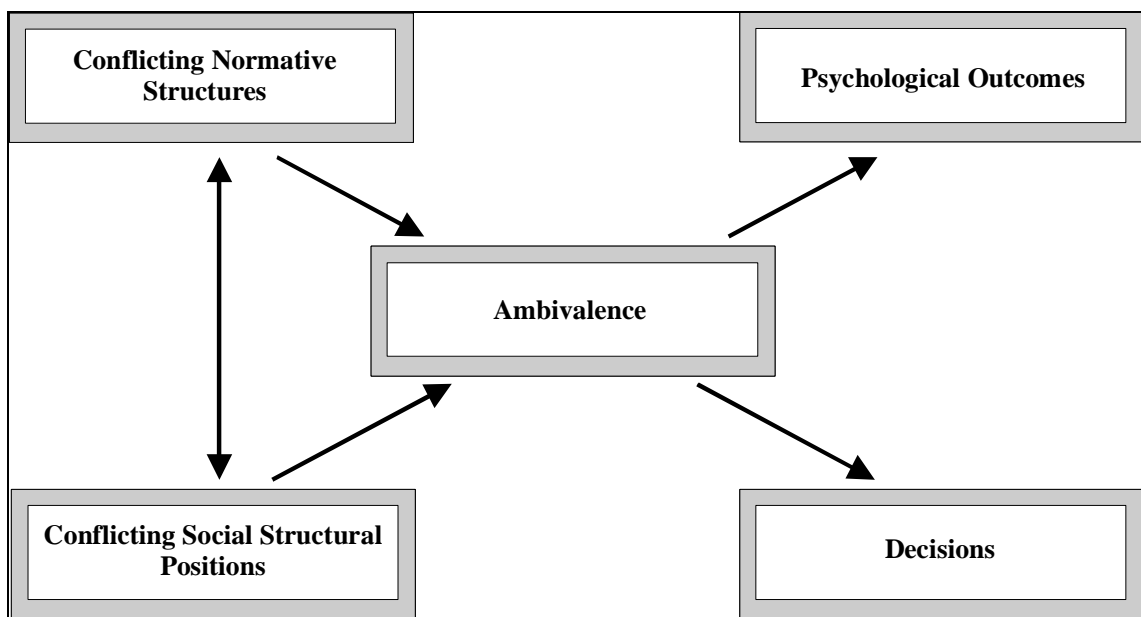 Conflicting Normative
Structures
Psychological Outcomes
Ambivalence
Conflicting Social Structural
Positions
Decisions